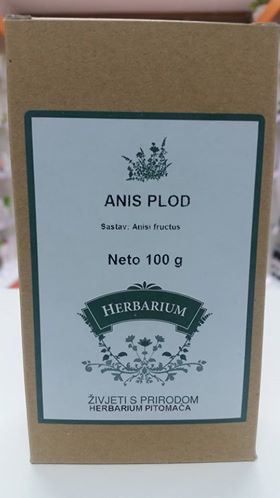 ANIS PLOD
Sastav: Anisi fructus
Neto 100 g
HERBARIUM
ŽIVJETI S PRIRODOM
HERBARIUM PITOMAČA